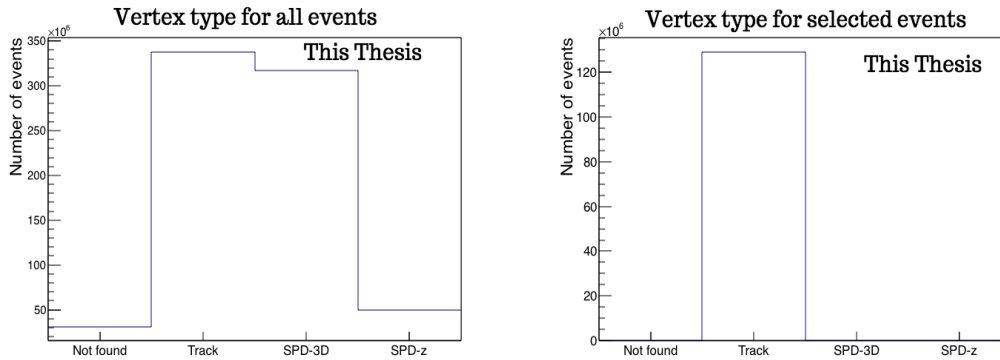 Vertex type for all events
×10⁶
This Thesis
Number of events
350
300
250
200
150
100
50
Not found Track SPD-3D SPD-z
Vertex type for selected events
×10⁶
This Thesis
Number of events
120
100
80
60
40
20
0
Not found Track SPD-3D SPD-z